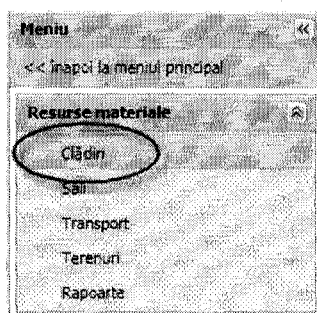 Meniu «
<< înapoi la meniul principal
Resurse materiale
Clădiri
Săli
Transport
Terenuri
Rapoarte